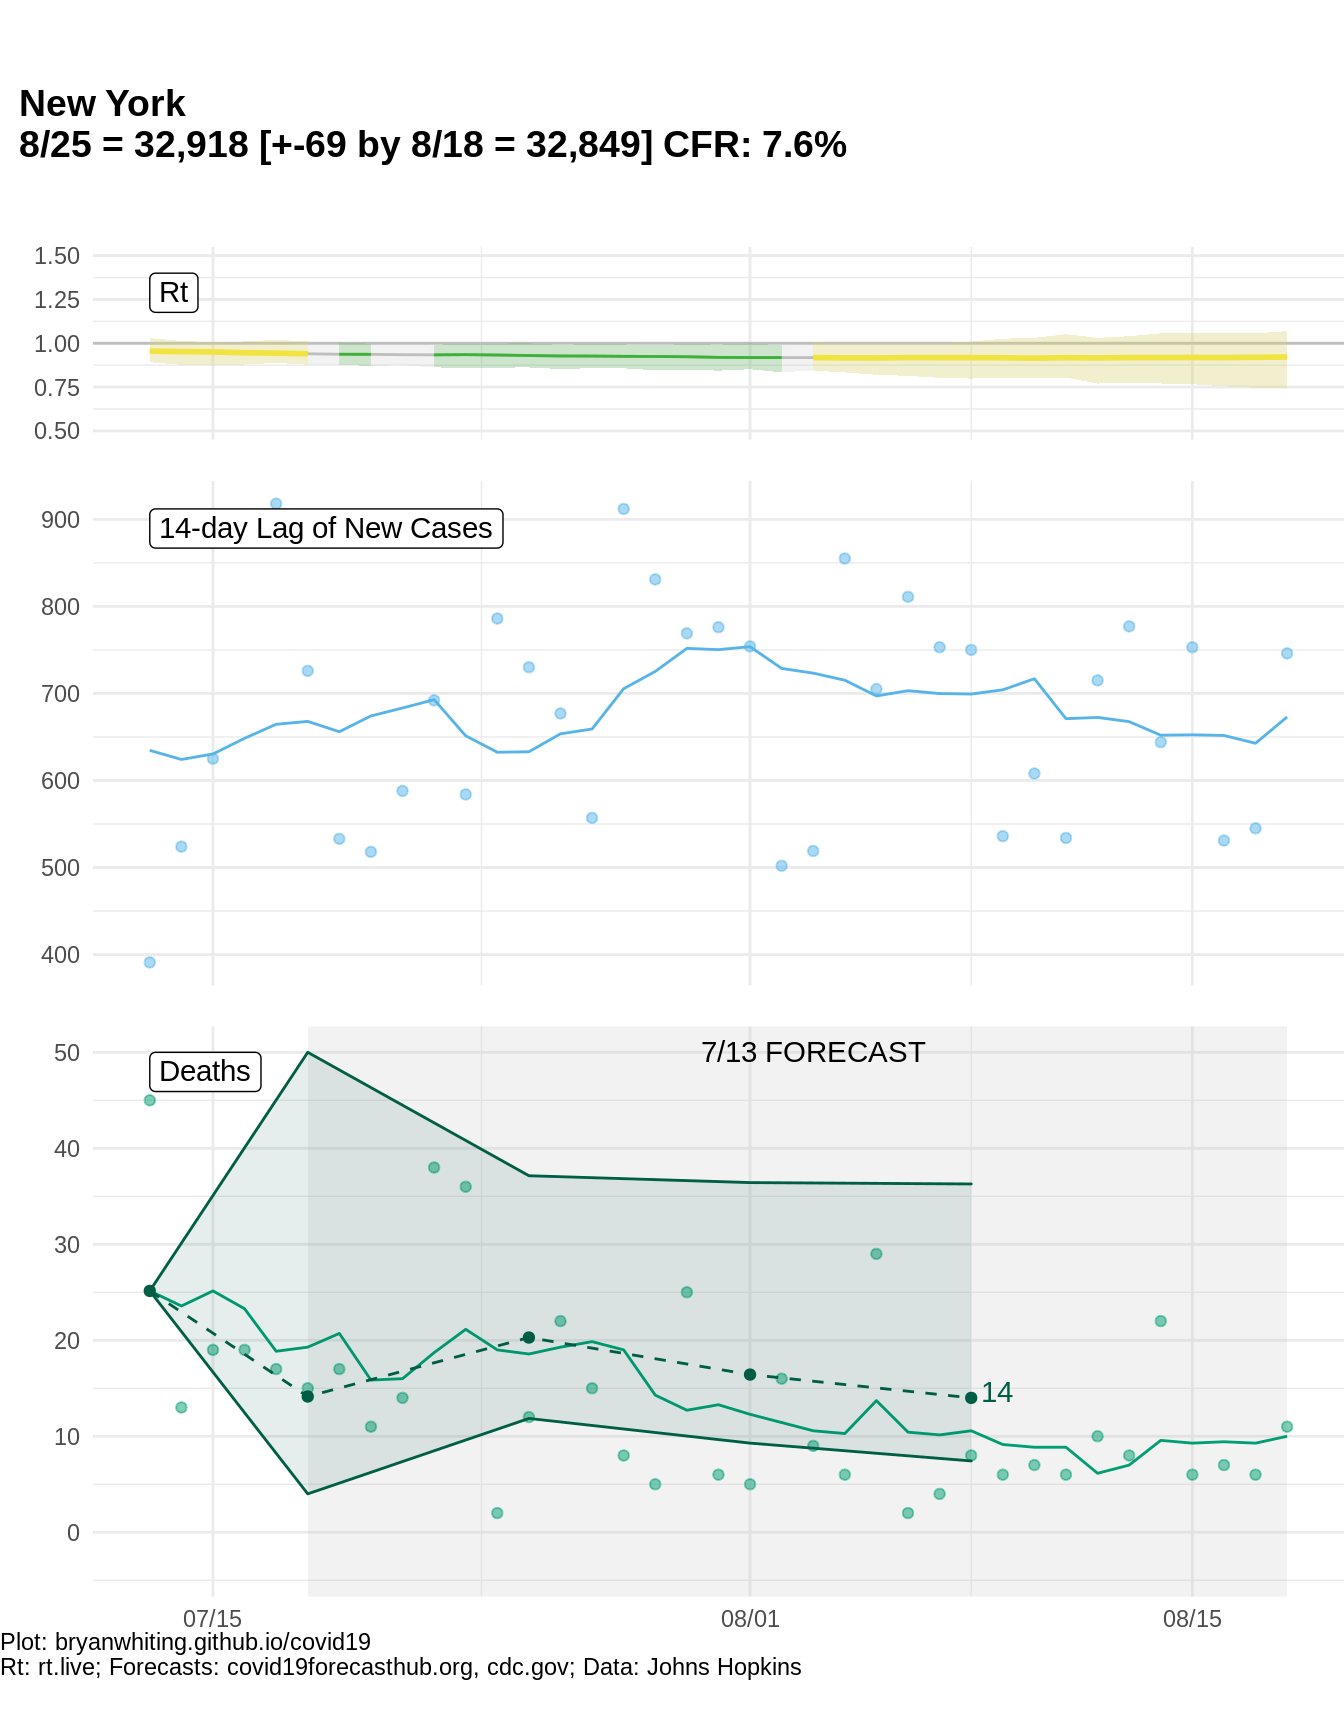 New York
8/25 = 32,918 [+-69 by 8/18 = 32,849] CFR: 7.6%
1.50
1.25
1.00
0.75
0.50
Rt
900
800
700
600
500
400
14-day Lag of New Cases
50
40
30
20
10
0
Deaths
7/13 FORECAST
14
07/15
08/01
08/15
Plot: bryanwhiting.github.io/covid19
Rt: rt.live; Forecasts: covid19forecasthub.org, cdc.gov; Data: Johns Hopkins